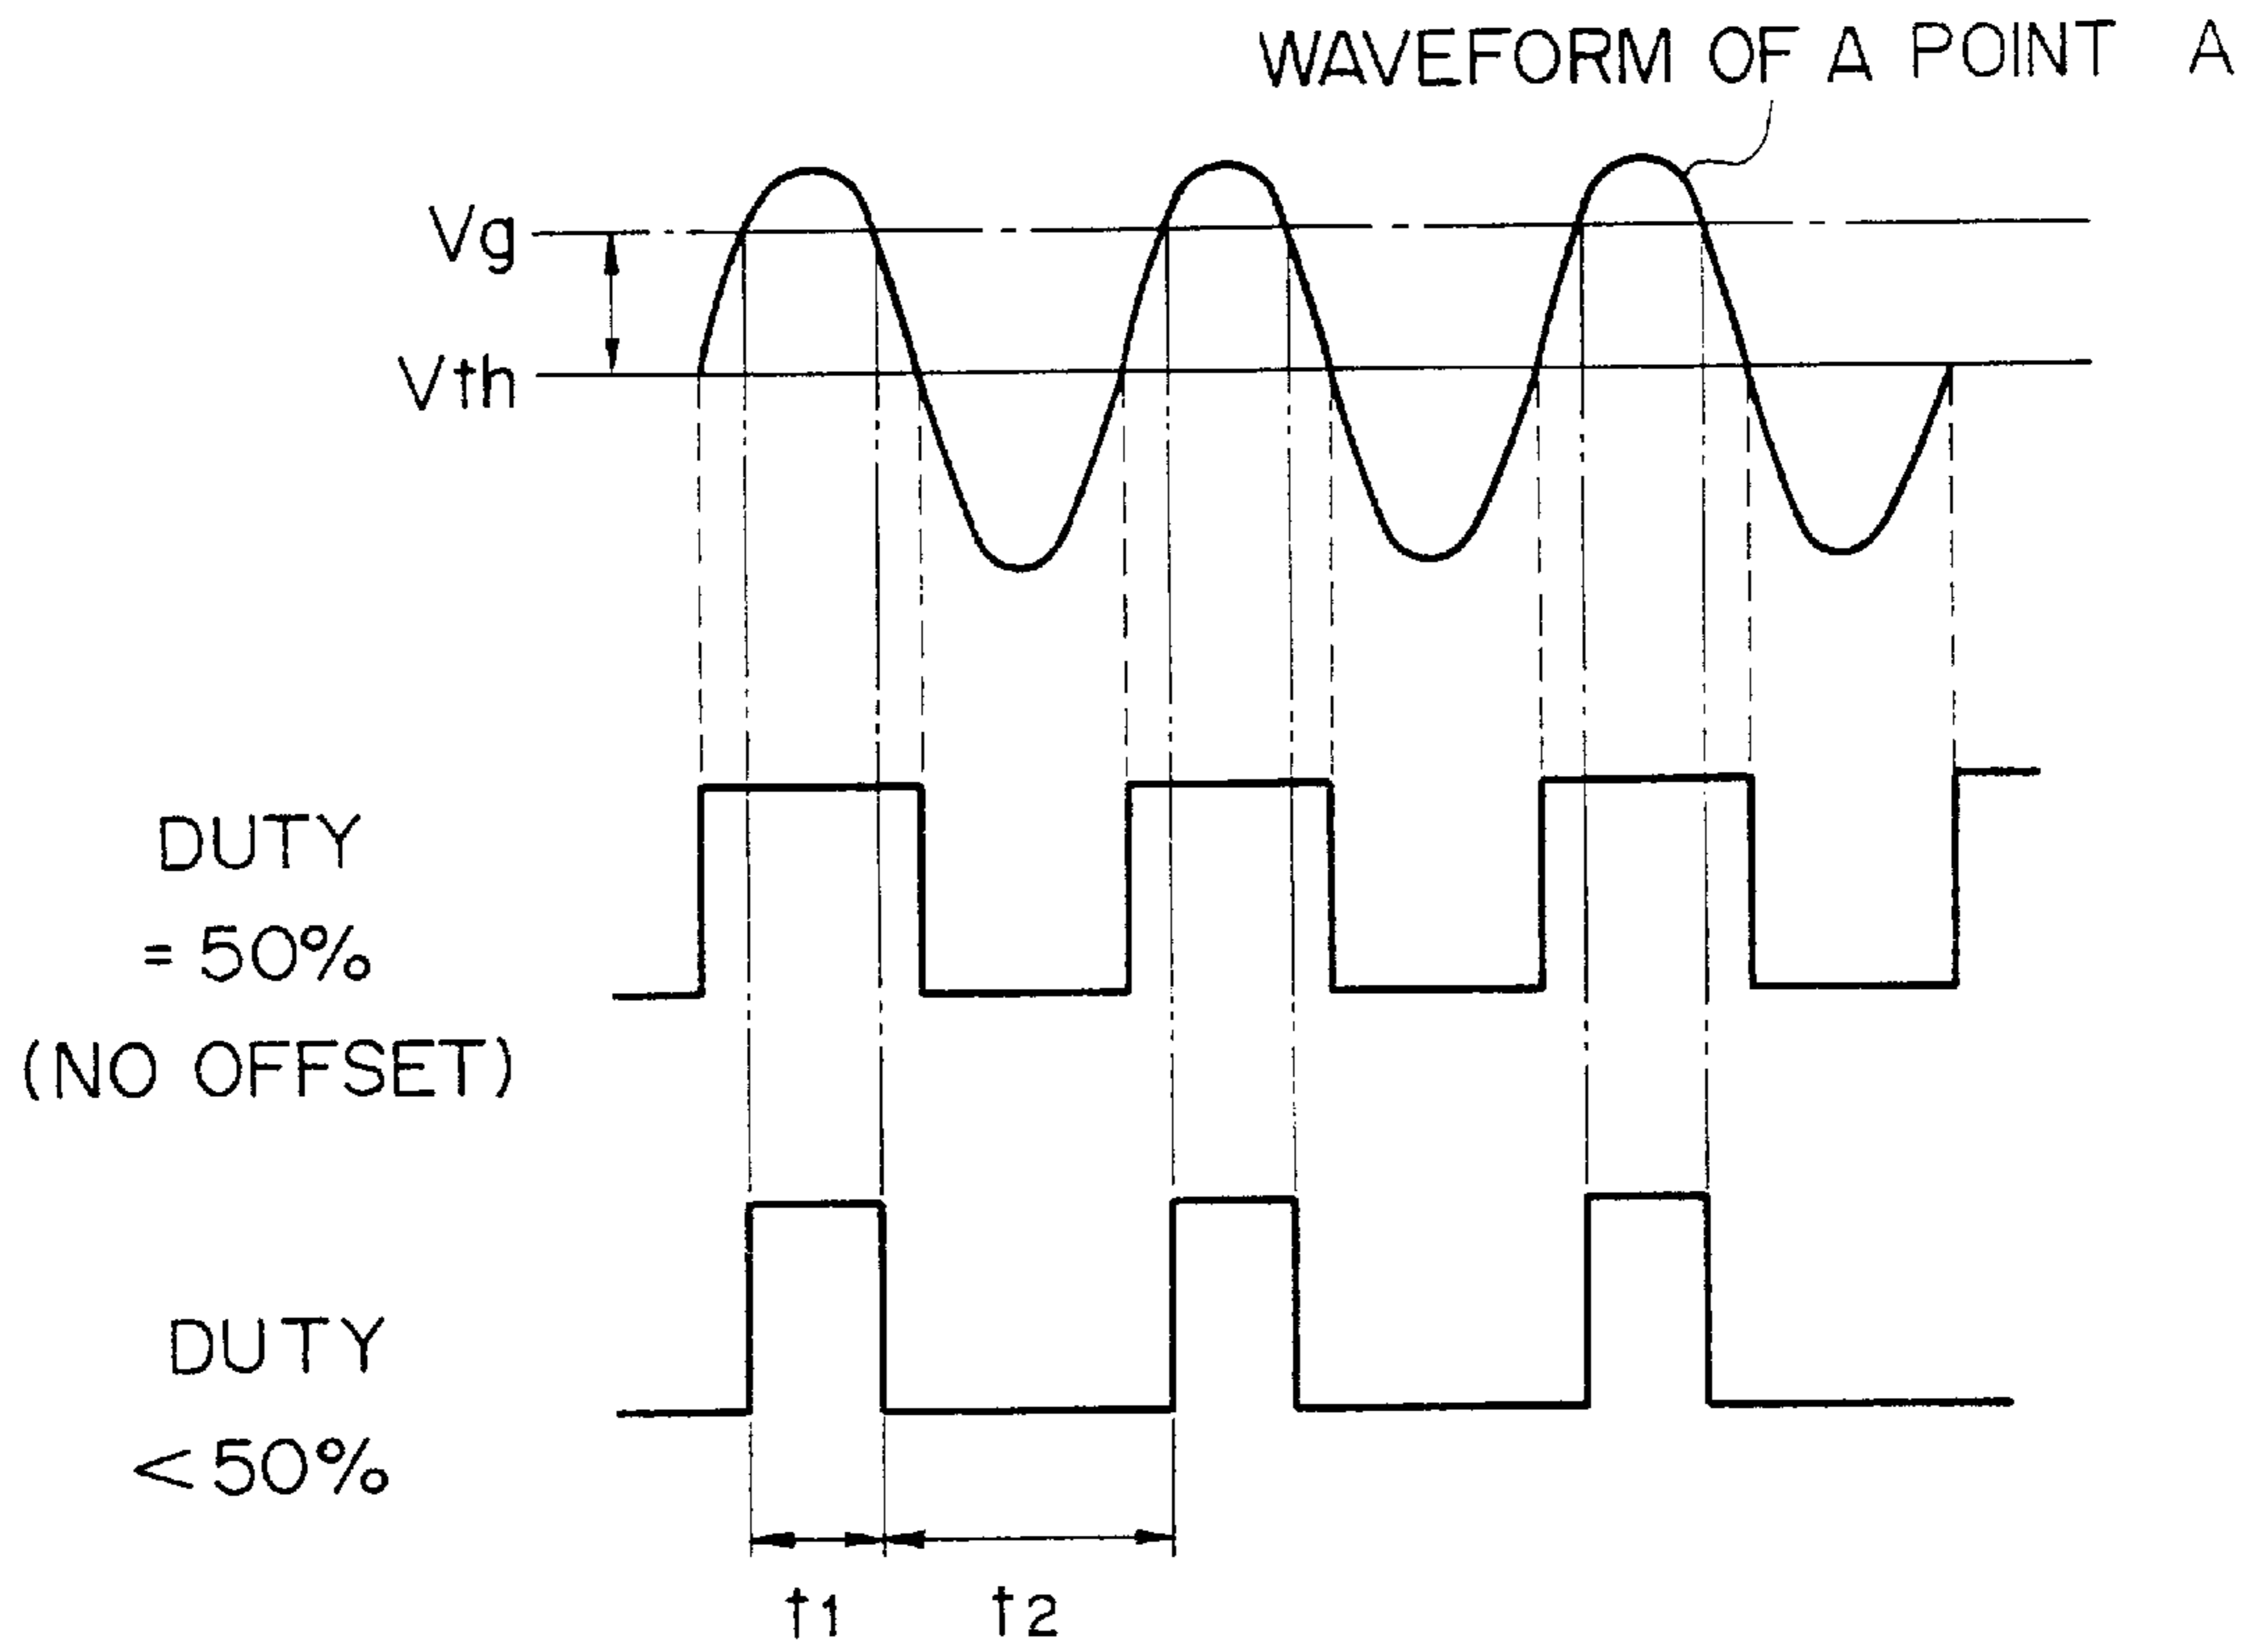 WAVEFORM OF A POINT A
Vg
Vth
DUTY
= 50%
(NO OFFSET)
DUTY
< 50%
t1 t2